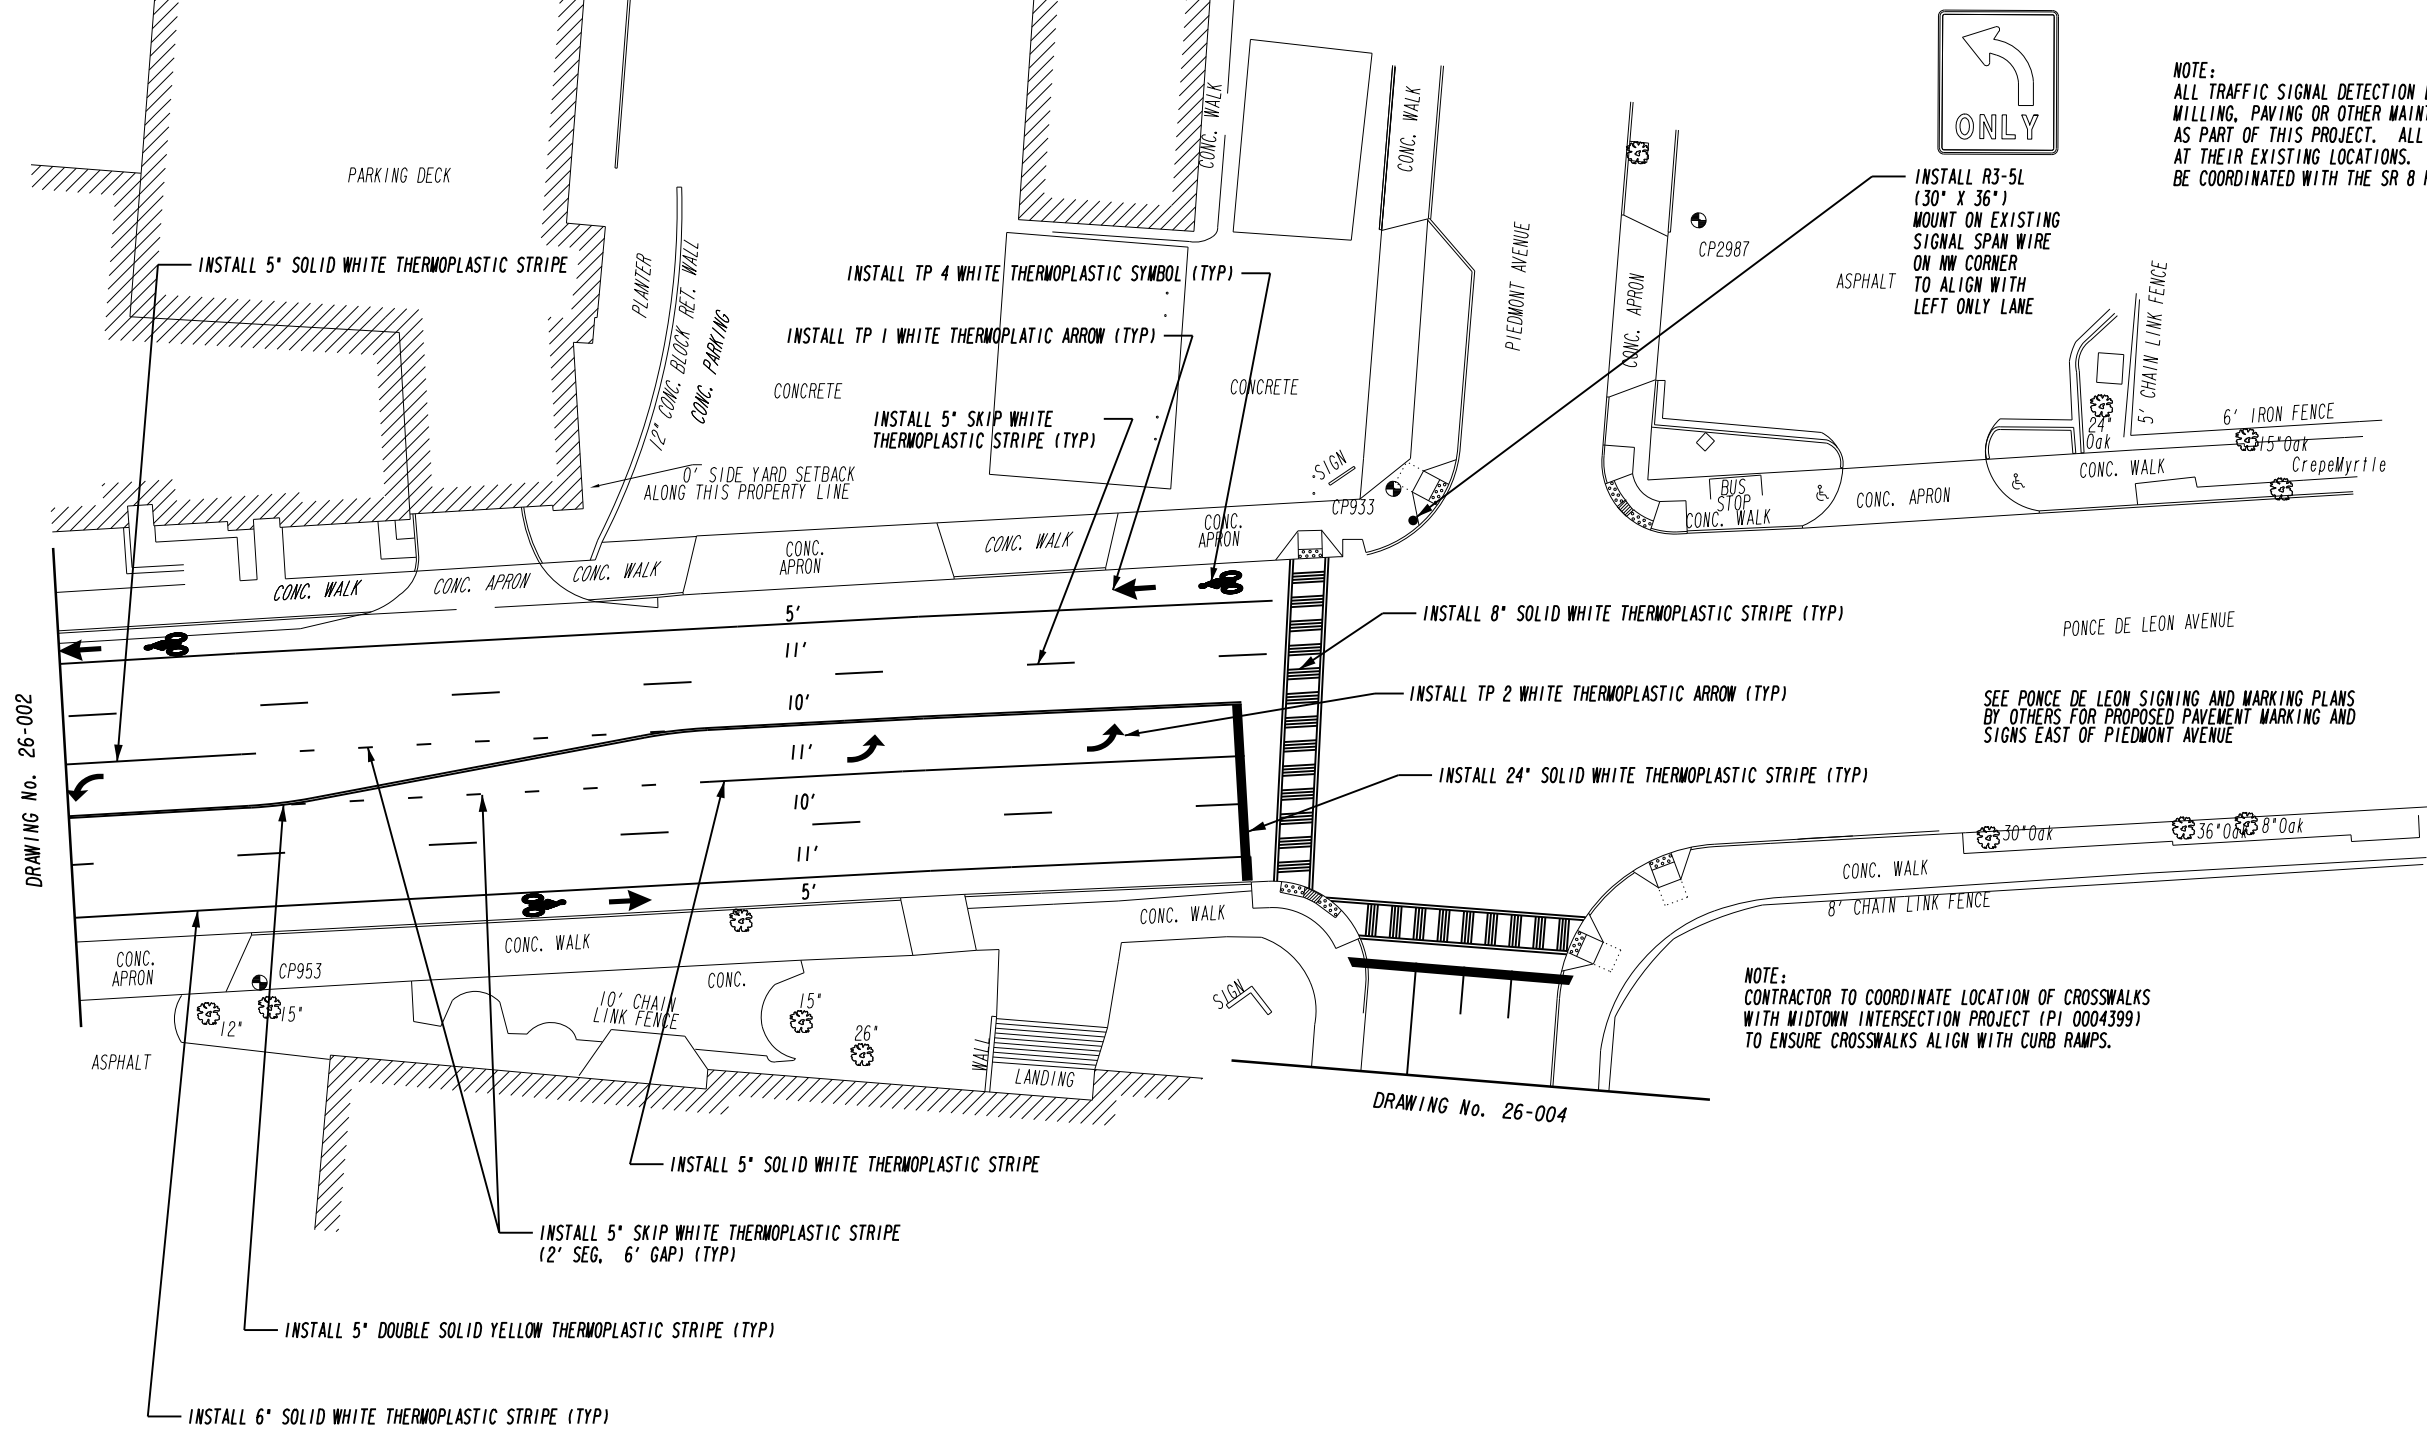 ONLY
NOTE:
ALL TRAFFIC SIGNAL DETECTION
MILLING, PAVING OR OTHER
AS PART OF THIS PROJECT. ALL
AT THEIR EXISTING LOCATIONS.
BE COORDINATED WITH THE SR 8
INSTALL R3-5L
(30" X 36")
MOUNT ON EXISTING
SIGNAL SPAN WIRE
ON NW CORNER
TO ALIGN WITH
LEFT ONLY LANE
CONC. WALK
CONC. WALK
PARKING DECK
PIEDMONT AVENUE
CP2987
ASPHALT
CONC. APRON
5' CHAIN LINK FENCE
INSTALL 5" SOLID WHITE THERMOPLASTIC STRIPE
PLANTER
12" CONC. BLOCK RET. WALL
CONC. PARKING
INSTALL TP 4 WHITE THERMOPLASTIC SYMBOL (TYP)
INSTALL TP 1 WHITE THERMOPLATIC ARROW (TYP)
CONCRETE
CONCRETE
INSTALL 5" SKIP WHITE
THERMOPLASTIC STRIPE (TYP)
0' SIDE YARD SETBACK
ALONG THIS PROPERTY LINE
SIGN
CP933
24"
Oak
6' IRON FENCE
15"Oak
CrepeMyrtle
BUS
STOP
CONC. WALK
CONC. APRON
CONC. WALK
CONC. WALK
CONC. APRON
CONC. WALK
CONC.
APRON
CONC. WALK
CONC.
APRON
5'
11'
10'
11'
10'
11'
5'
INSTALL 8" SOLID WHITE THERMOPLASTIC STRIPE (TYP)
PONCE DE LEON AVENUE
INSTALL TP 2 WHITE THERMOPLASTIC ARROW (TYP)
SEE PONCE DE LEON SIGNING AND MARKING PLANS
BY OTHERS FOR PROPOSED PAVEMENT MARKING AND
SIGNS EAST OF PIEDMONT AVENUE
INSTALL 24" SOLID WHITE THERMOPLASTIC STRIPE (TYP)
DRAWING No. 26-002
30"Oak
36"Oak
8"Oak
CONC. WALK
8' CHAIN LINK FENCE
CONC.
APRON
CP953
CONC. WALK
CONC.
CONC. WALK
12"
15"
10' CHAIN
LINK FENCE
15"
26"
WALL
LANDING
SIGN
ASPHALT
NOTE:
CONTRACTOR TO COORDINATE LOCATION OF CROSSWALKS
WITH MIDTOWN INTERSECTION PROJECT (PI 0004399)
TO ENSURE CROSSWALKS ALIGN WITH CURB RAMPS.
DRAWING No. 26-004
INSTALL 5" SOLID WHITE THERMOPLASTIC STRIPE
INSTALL 5" SKIP WHITE THERMOPLASTIC STRIPE
(2' SEG, 6' GAP) (TYP)
INSTALL 5" DOUBLE SOLID YELLOW THERMOPLASTIC STRIPE (TYP)
INSTALL 6" SOLID WHITE THERMOPLASTIC STRIPE (TYP)